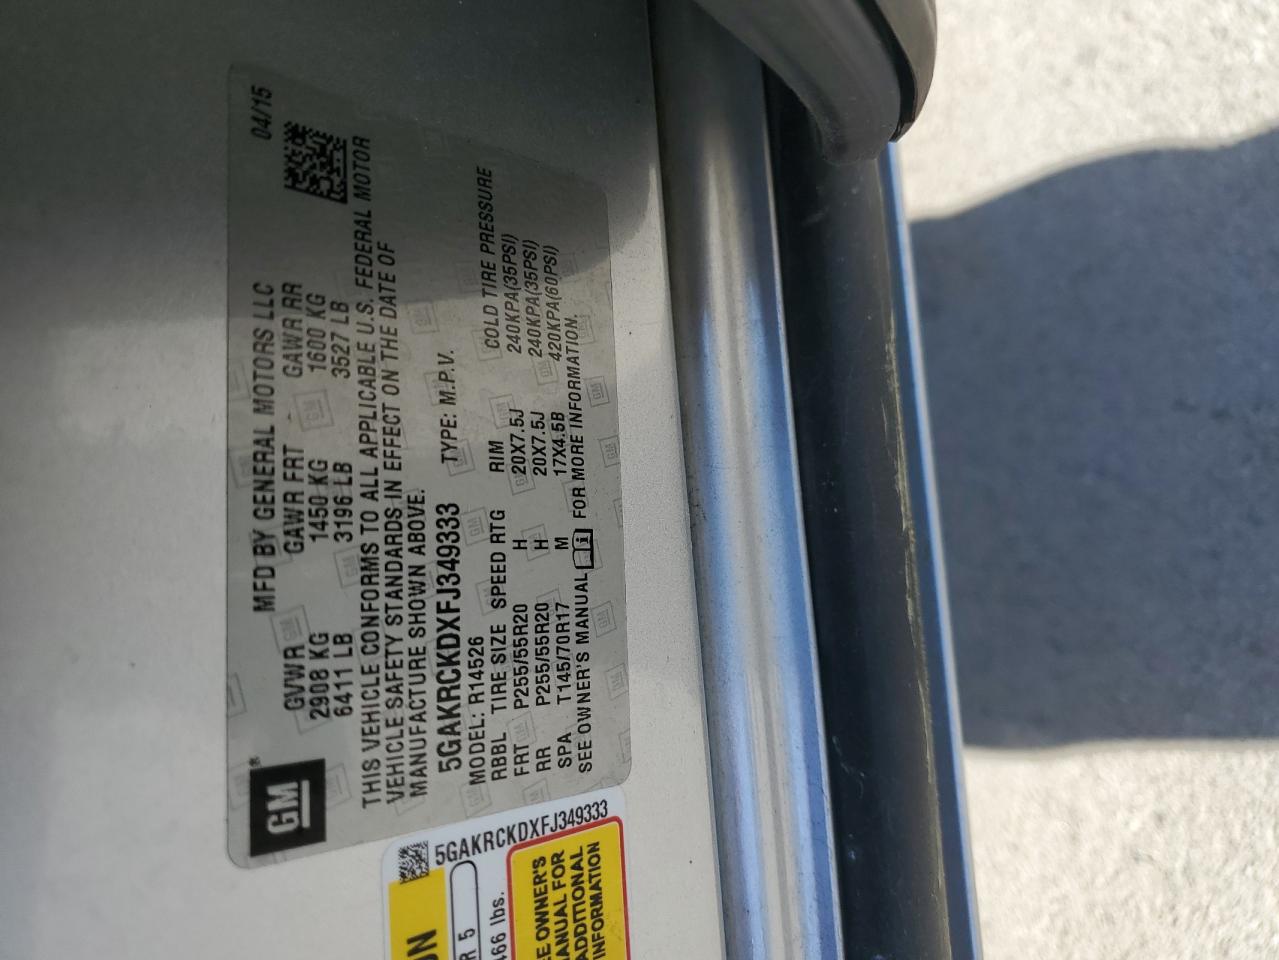 GM®
MFD BY GENERAL MOTORS LLC 04/15
GVWR GAWR FRT GAWR RR
2908 KG 1450 KG 1600 KG
6411 LB 3196 LB 3527 LB
THIS VEHICLE CONFORMS TO ALL APPLICABLE U.S. FEDERAL MOTOR
VEHICLE SAFETY STANDARDS IN EFFECT ON THE DATE OF
MANUFACTURE SHOWN ABOVE.
5GAKRCKDXFJ349333 TYPE: M.P.V.
MODEL: R14526
RBBL TIRE SIZE SPEED RTG RIM COLD TIRE PRESSURE
FRT P255/55R20 H 20X7.5J 240KPA(35PSI)
RR P255/55R20 H 20X7.5J 240KPA(35PSI)
SPA T145/70R17 M 17X4.5B 420KPA(60PSI)
SEE OWNER'S MANUAL FOR MORE INFORMATION.
5GAKRCKDXFJ349333
R 5
lbs.
OWNER'S
FOR
ADDITIONAL
INFORMATION